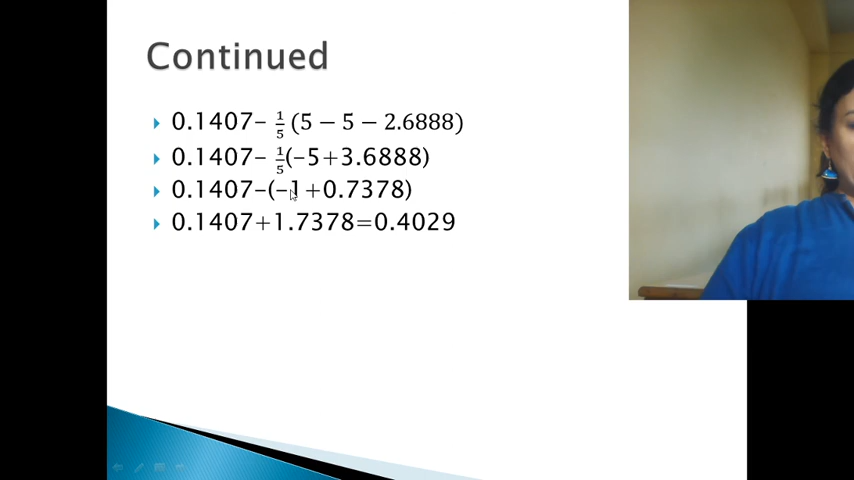 Continued
0.1407– 1/5 (5 − 5 − 2.6888)
0.1407– 1/5(–5+3.6888)
0.1407–(–1+0.7378)
0.1407+1.7378=0.4029